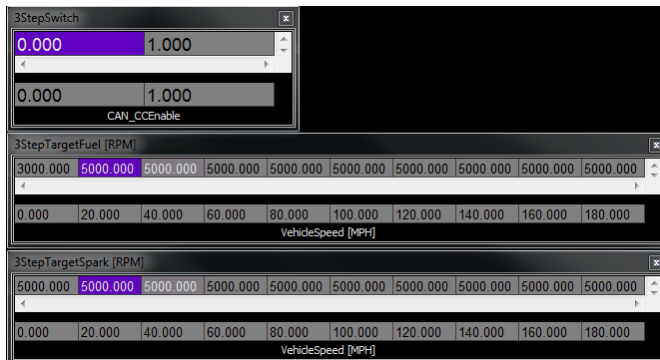 3StepSwitch
0.000 1.000
0.000 1.000
CAN_CCEnable
3StepTargetFuel [RPM]
3000.000 5000.000 5000.000 5000.000 5000.000 5000.000 5000.000 5000.000 5000.000 5000.000
0.000 20.000 40.000 60.000 80.000 100.000 120.000 140.000 160.000 180.000
VehicleSpeed [MPH]
3StepTargetSpark [RPM]
5000.000 5000.000 5000.000 5000.000 5000.000 5000.000 5000.000 5000.000 5000.000 5000.000
0.000 20.000 40.000 60.000 80.000 100.000 120.000 140.000 160.000 180.000
VehicleSpeed [MPH]